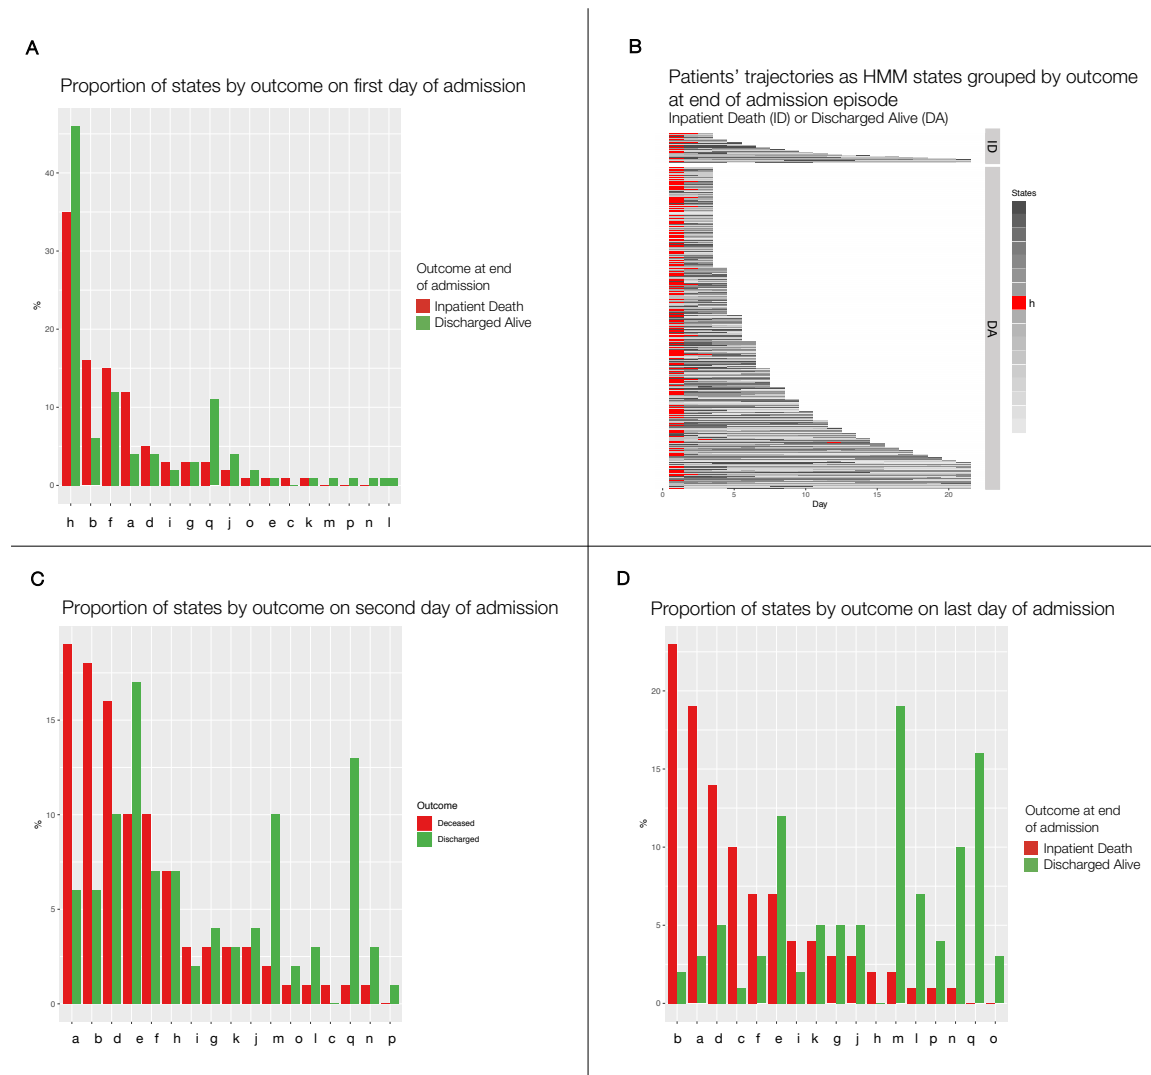 A
Proportion of states by outcome on first day of admission
40
30
20
10
0
%
h b f a d i g q j o e c k m p n l
Outcome at end
of admission
Inpatient Death
Discharged Alive
B
Patients' trajectories as HMM states grouped by outcome
at end of admission episode
Inpatient Death (ID) or Discharged Alive (DA)
ID
DA
States
h
0 5 10 15 20
Day
C
Proportion of states by outcome on second day of admission
15
10
5
0
%
a b d e f h i g k j m o l c q n p
Outcome
Deceased
Discharged
D
Proportion of states by outcome on last day of admission
20
15
10
5
0
%
b a d c f e i k g j h m l p n q o
Outcome at end
of admission
Inpatient Death
Discharged Alive